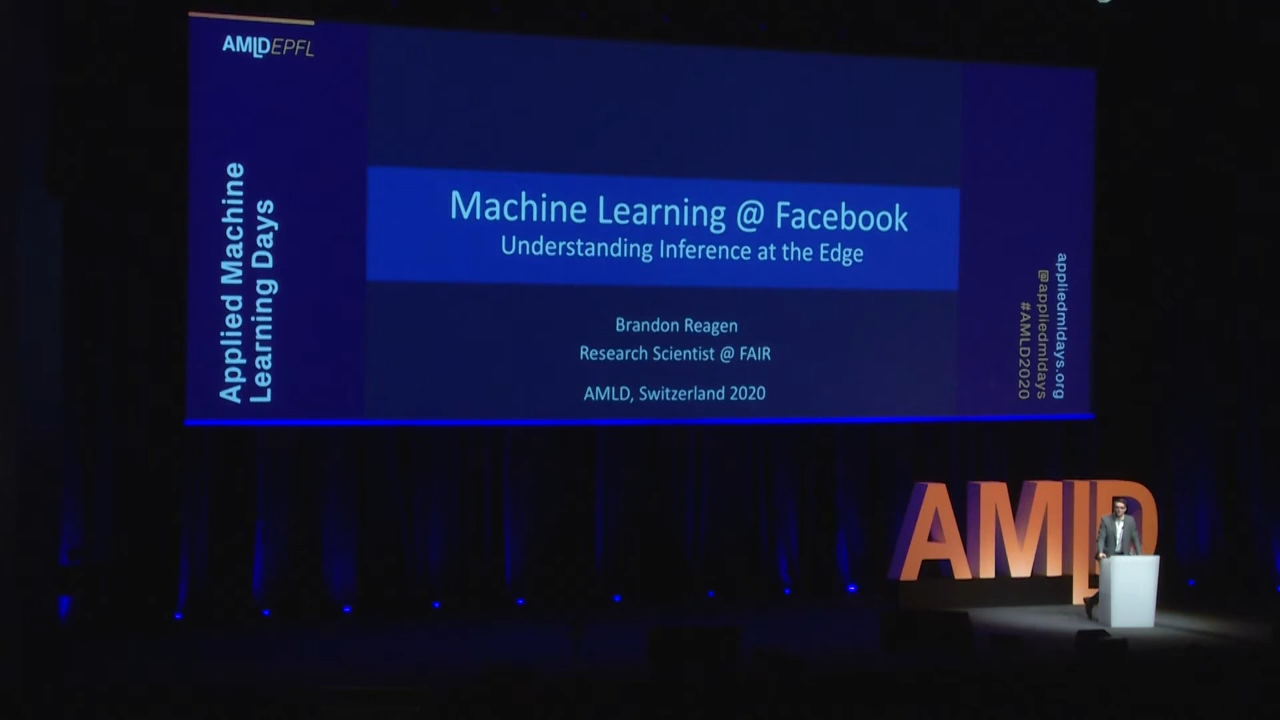 AMLDEPFL
Applied Machine
Learning Days
Machine Learning @ Facebook
Understanding Inference at the Edge
Brandon Reagen
Research Scientist @ FAIR
AMLD, Switzerland 2020
appliedmldays.org
@appliedmldays
#AMLD2020
AMLD